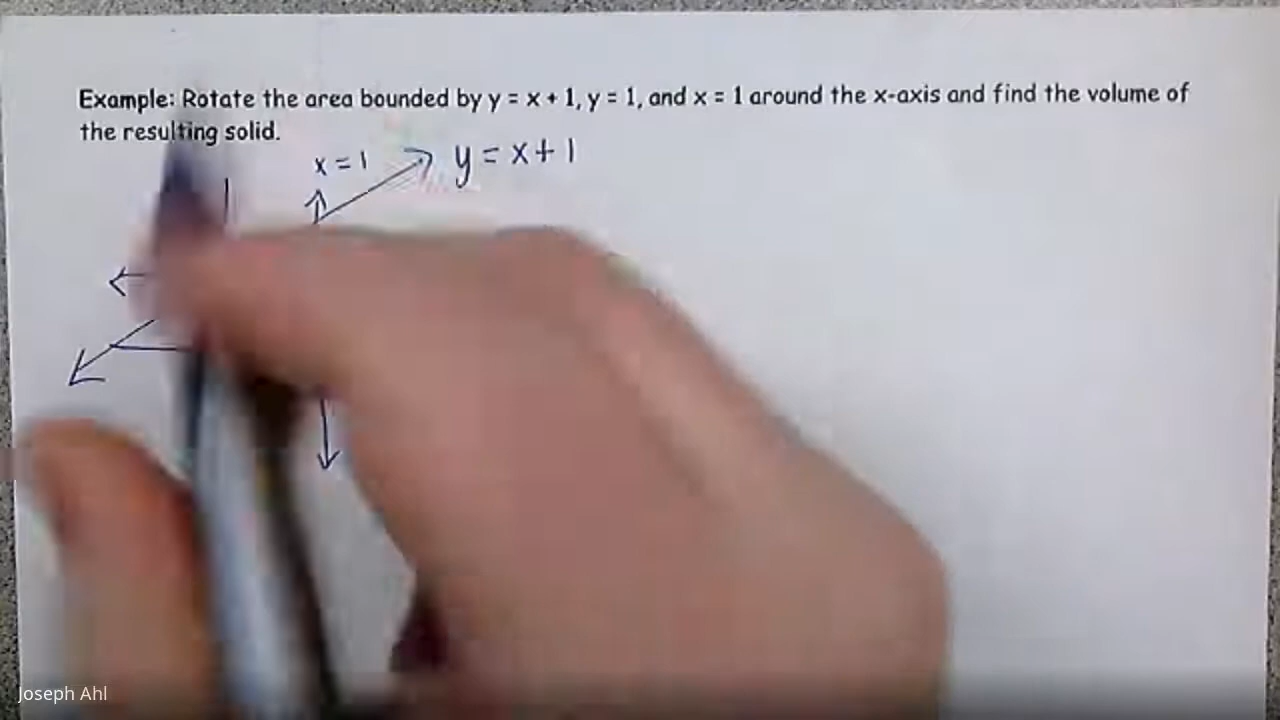 Example: Rotate the area bounded by y = x + 1, y = 1, and x = 1 around the x-axis and find the volume of
the resulting solid.
x = 1
y = x + 1
Joseph Ahl